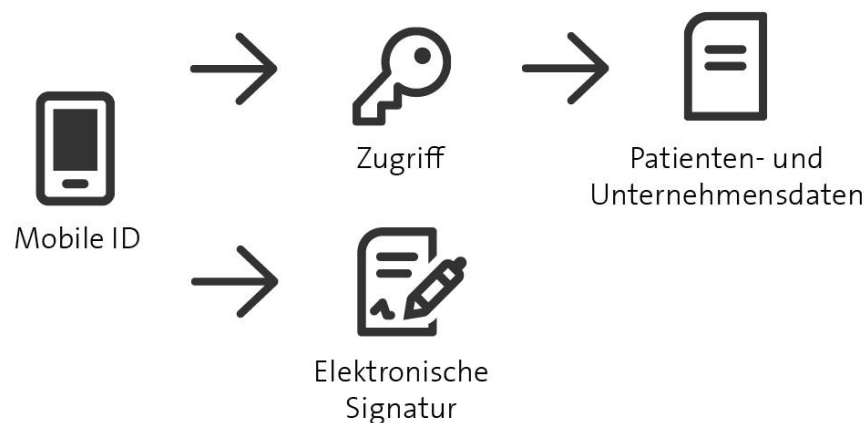 Mobile ID
Zugriff
Patienten- und
Unternehmensdaten
Elektronische
Signatur